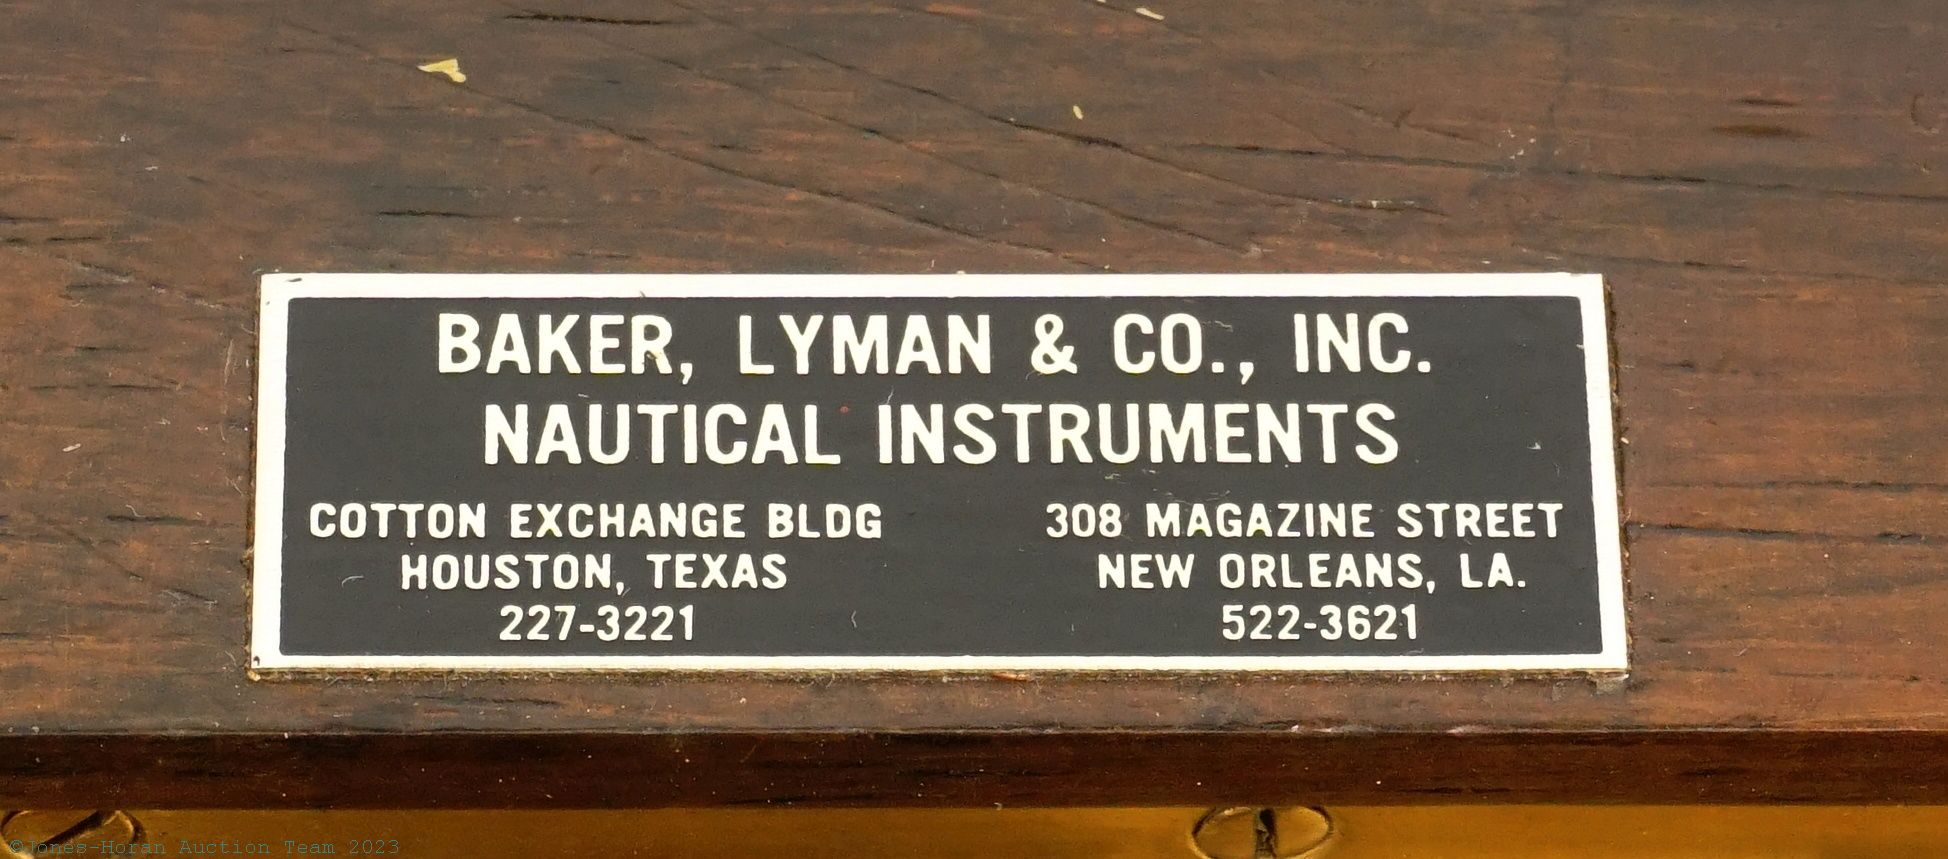 BAKER, LYMAN & CO., INC.
NAUTICAL INSTRUMENTS
COTTON EXCHANGE BLDG
HOUSTON, TEXAS
227-3221
308 MAGAZINE STREET
NEW ORLEANS, LA.
522-3621
©Jones-Horan Auction Team 2023